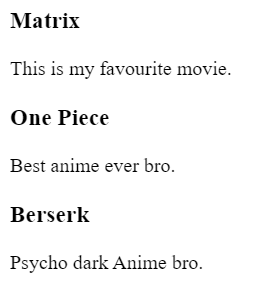 Matrix
This is my favourite movie.
One Piece
Best anime ever bro.
Berserk
Psycho dark Anime bro.